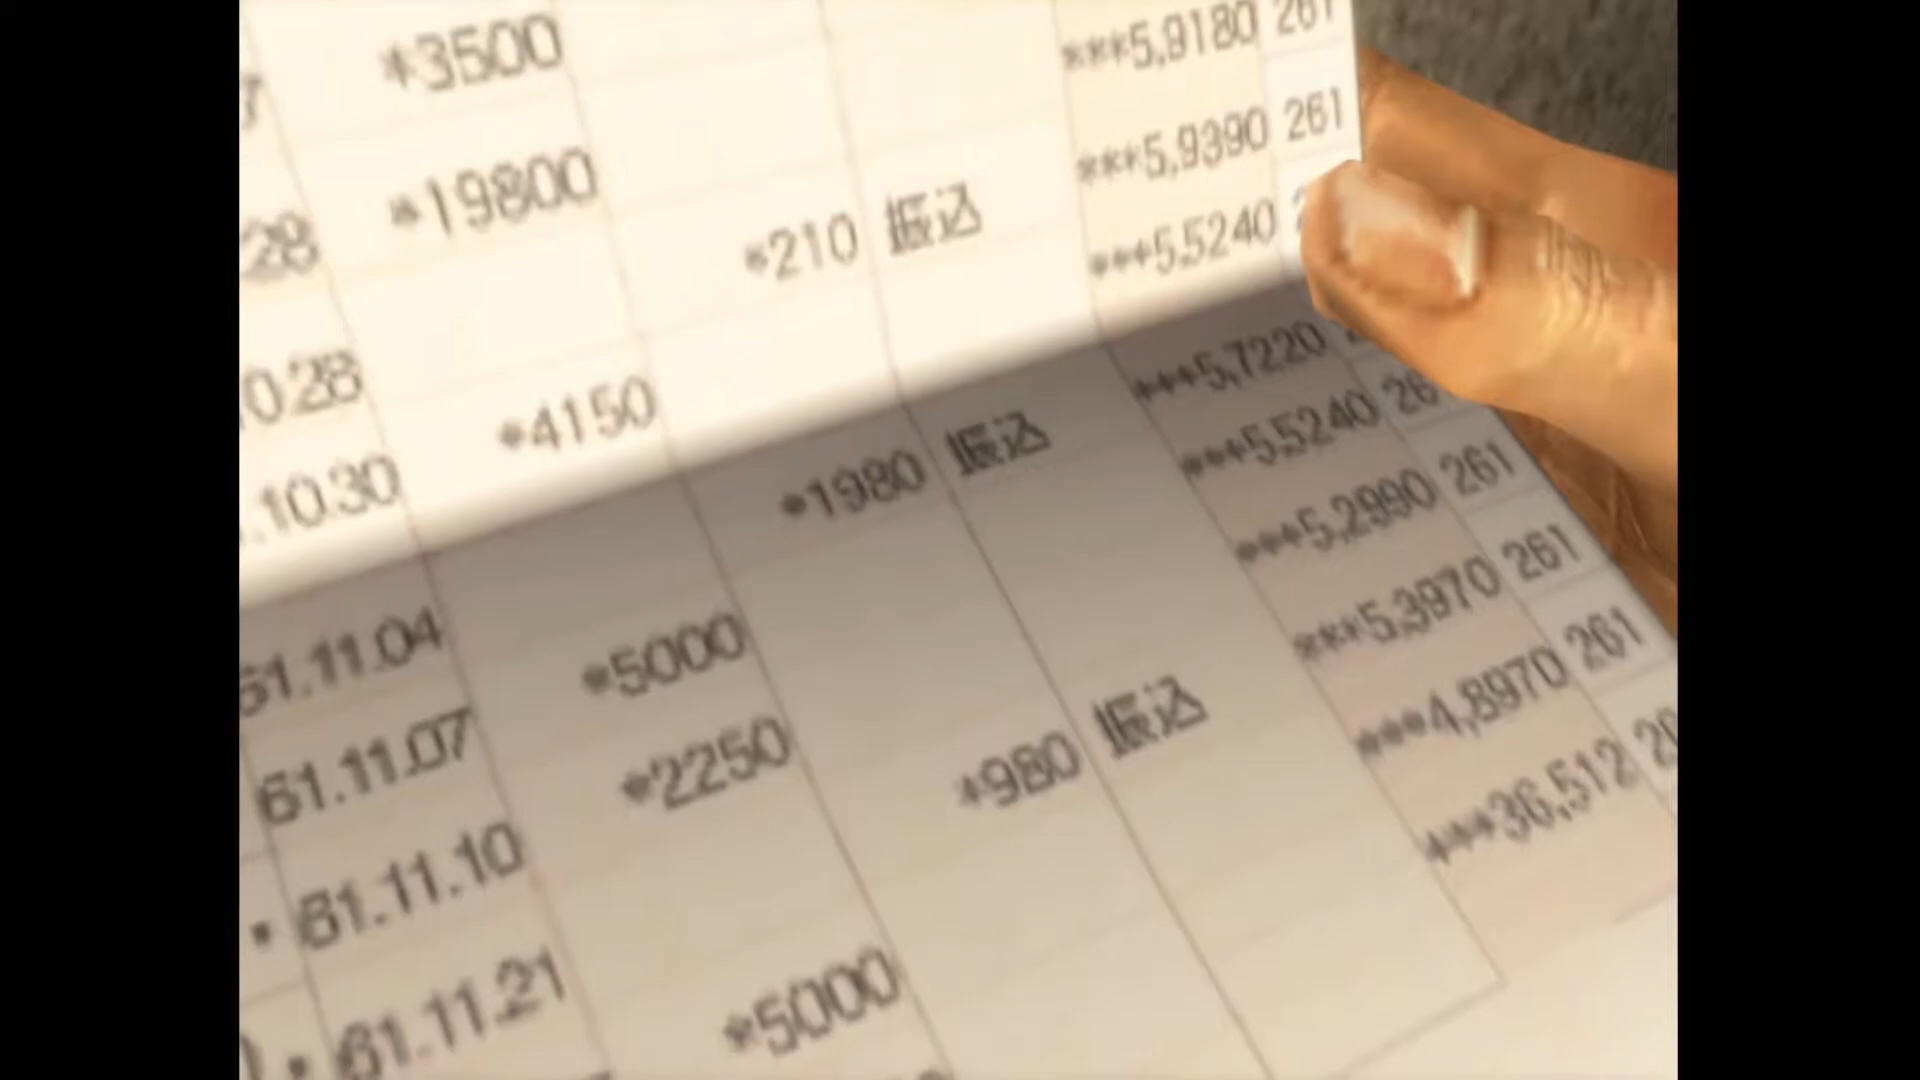 *3500 ***5,9180 261
7 *19800 ***5,9390 261
28 *210 振込 ***5,5240
0.28 *4150
.10.30
*1980 振込 ***5,7220
61.11.04 *5000 ***5,5240 26
61.11.07 *2250 ***5,2990 261
• 61.11.10 *980 振込 ***5,3970 261
• 61.11.21 *5000 ***4,8970 261
***36,512